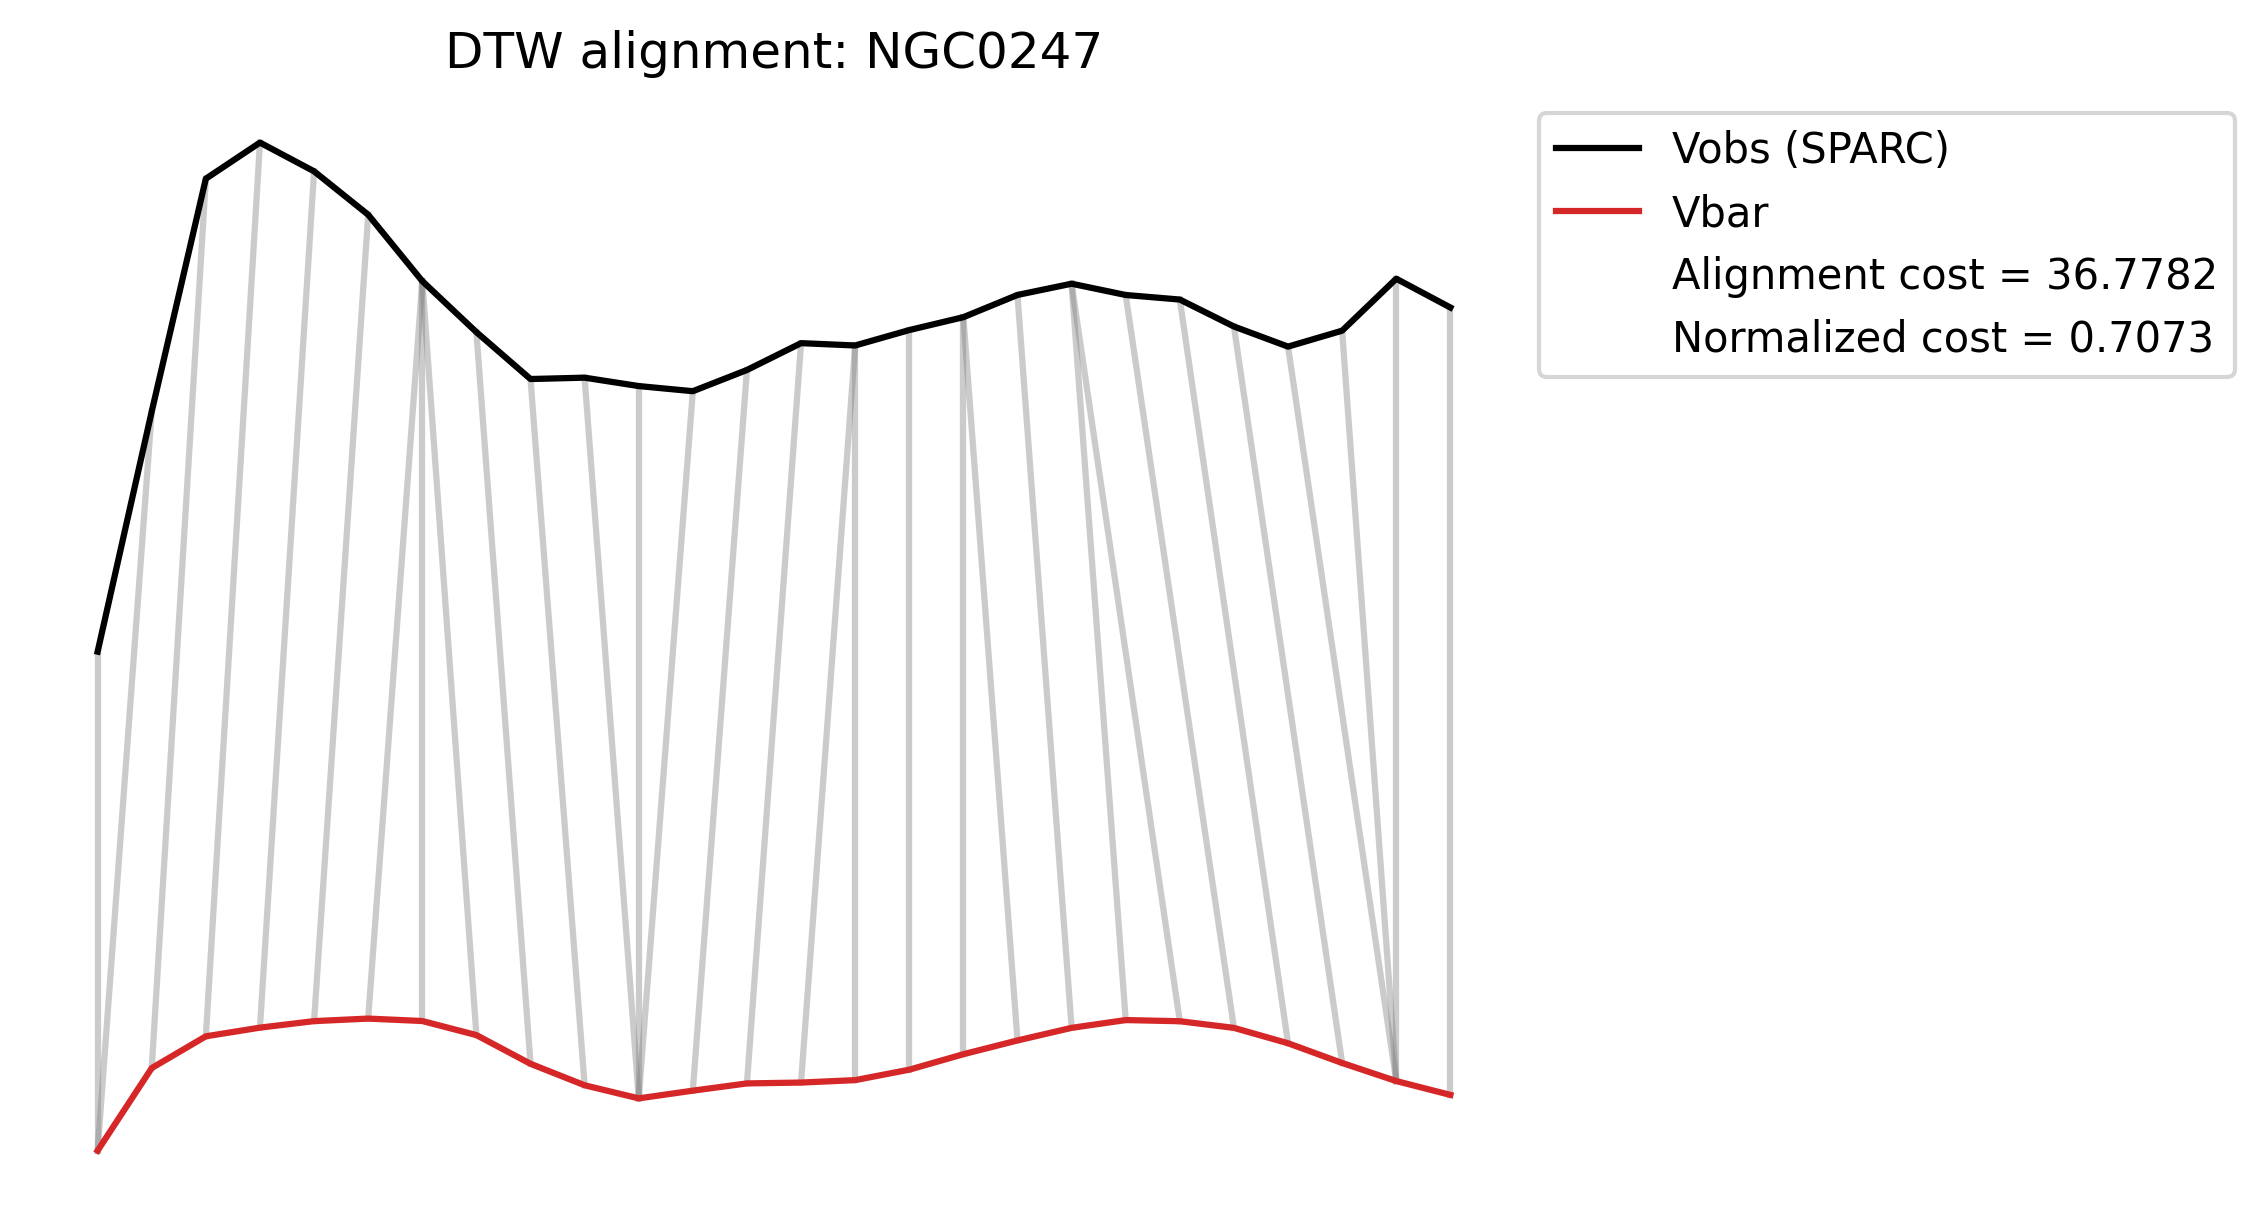 DTW alignment: NGC0247
Vobs (SPARC)
Vbar
Alignment cost = 36.7782
Normalized cost = 0.7073